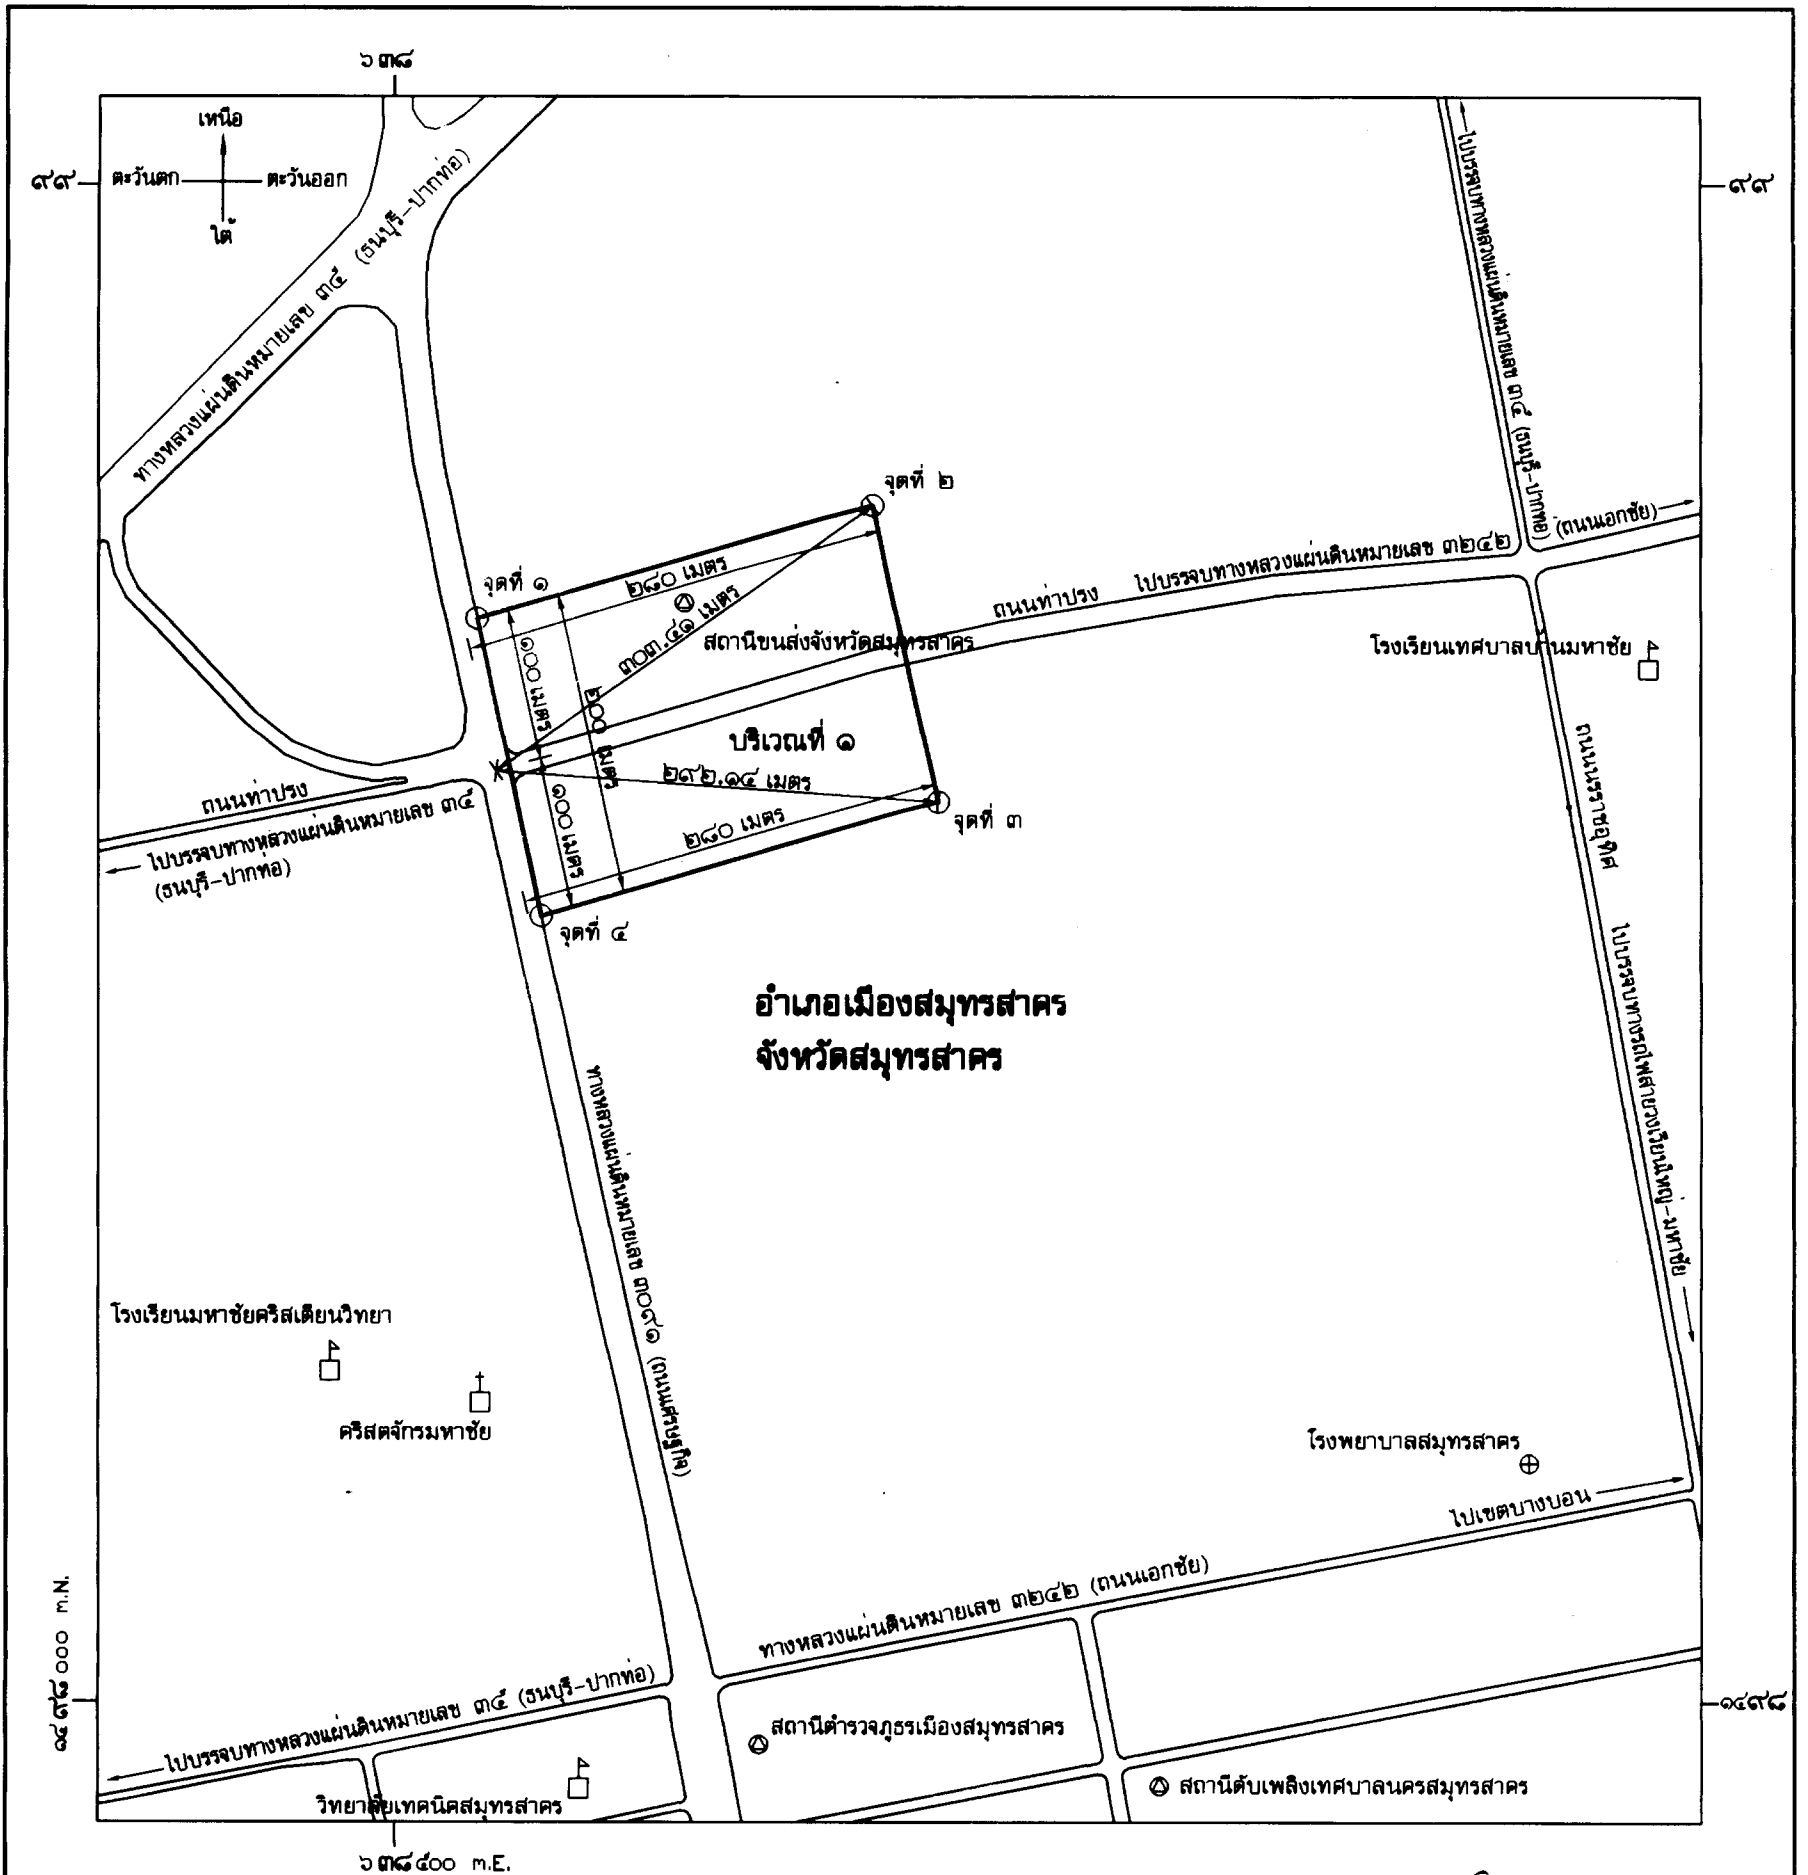 ๖๓๘
เหนือ
๙๙
ตะวันตก
ตะวันออก
๙๙
ใต้
ทางหลวงแผ่นดินหมายเลข ๓๕ (ธนบุรี-ปากท่อ)
ไปบรรจบทางหลวงแผ่นดินหมายเลข ๓๕ (ธนบุรี-ปากท่อ)
จุดที่ ๒
(ถนนเอกชัย)
จุดที่ ๑
๒๘๐ เมตร
๓๐๓.๔๑ เมตร
ถนนท่าปรง
ไปบรรจบทางหลวงแผ่นดินหมายเลข ๓๒๔๒
สถานีขนส่งจังหวัดสมุทรสาคร
โรงเรียนเทศบาลบ้านมหาชัย
๑๐๐ เมตร
๒๐๐ เมตร
บริเวณที่ ๑
๒๙๒.๑๔ เมตร
๑๐๐ เมตร
๒๘๐ เมตร
จุดที่ ๓
ถนนท่าปรง
ไปบรรจบทางหลวงแผ่นดินหมายเลข ๓๕
(ธนบุรี-ปากท่อ)
จุดที่ ๔
ถนนนรราชอุทิศ
ไปบรรจบทางรถไฟสายวงเวียนใหญ่-มหาชัย
อำเภอเมืองสมุทรสาคร
จังหวัดสมุทรสาคร
ทางหลวงแผ่นดินหมายเลข ๓๐๙๑ (ถนนเศรษฐกิจ)
โรงเรียนมหาชัยคริสเตียนวิทยา
คริสตจักรมหาชัย
โรงพยาบาลสมุทรสาคร
ไปเขตบางบอน
ทางหลวงแผ่นดินหมายเลข ๓๒๔๒ (ถนนเอกชัย)
๑๔๙๘๐๐๐ m.N.
ไปบรรจบทางหลวงแผ่นดินหมายเลข ๓๕ (ธนบุรี-ปากท่อ)
๑๔๙๘
สถานีตำรวจภูธรเมืองสมุทรสาคร
สถานีดับเพลิงเทศบาลนครสมุทรสาคร
วิทยาลัยเทคนิคสมุทรสาคร
๖๓๘๕๐๐ m.E.